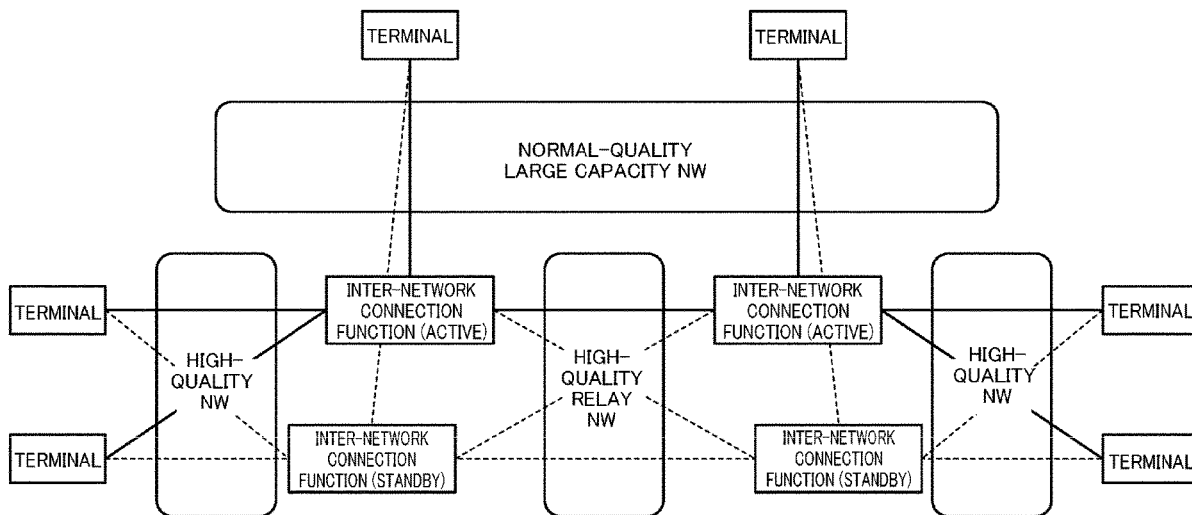 TERMINAL
TERMINAL
NORMAL-QUALITY
LARGE CAPACITY NW
TERMINAL
INTER-NETWORK
CONNECTION
FUNCTION (ACTIVE)
INTER-NETWORK
CONNECTION
FUNCTION (ACTIVE)
TERMINAL
HIGH-
QUALITY
NW
HIGH-
QUALITY
RELAY
NW
HIGH-
QUALITY
NW
TERMINAL
INTER-NETWORK
CONNECTION
FUNCTION (STANDBY)
INTER-NETWORK
CONNECTION
FUNCTION (STANDBY)
TERMINAL